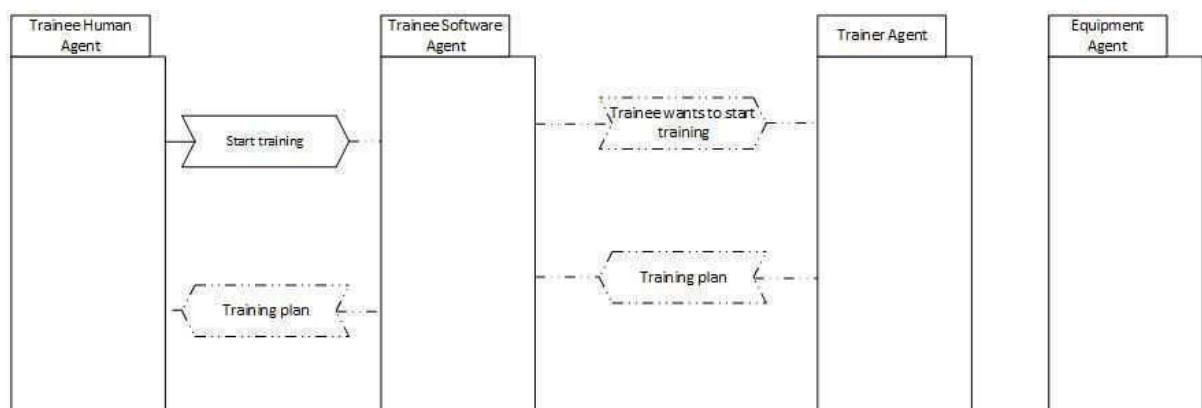 Trainee Human
Agent
Trainee Software
Agent
Trainer Agent
Equipment
Agent
Start training
Trainee wants to start
training
Training plan
Training plan